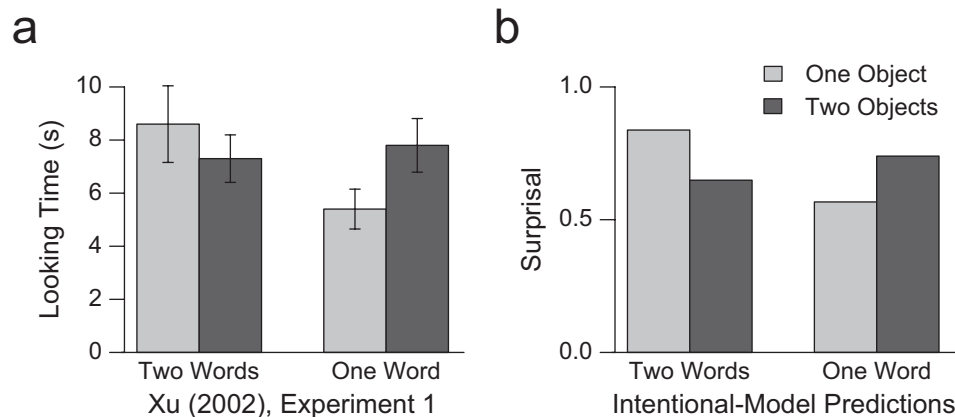 a
Looking Time (s)
10
8
6
4
2
0
Two Words
One Word
Xu (2002), Experiment 1
b
One Object
Two Objects
Surprisal
1.0
0.5
0.0
Two Words
One Word
Intentional-Model Predictions